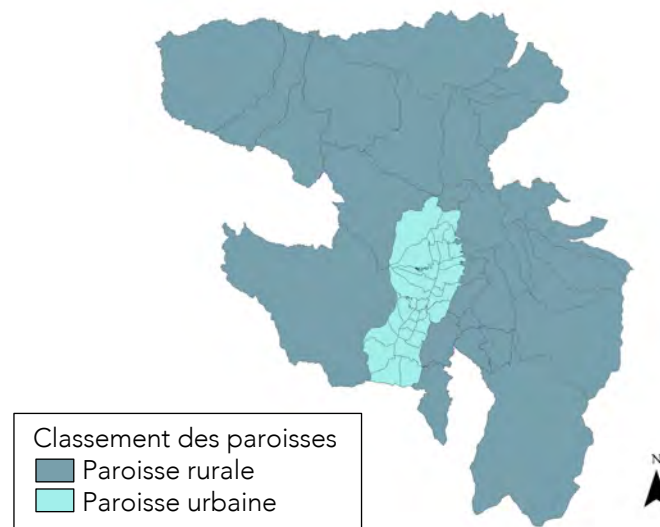 Classement des paroisses
Paroisse rurale
Paroisse urbaine
N